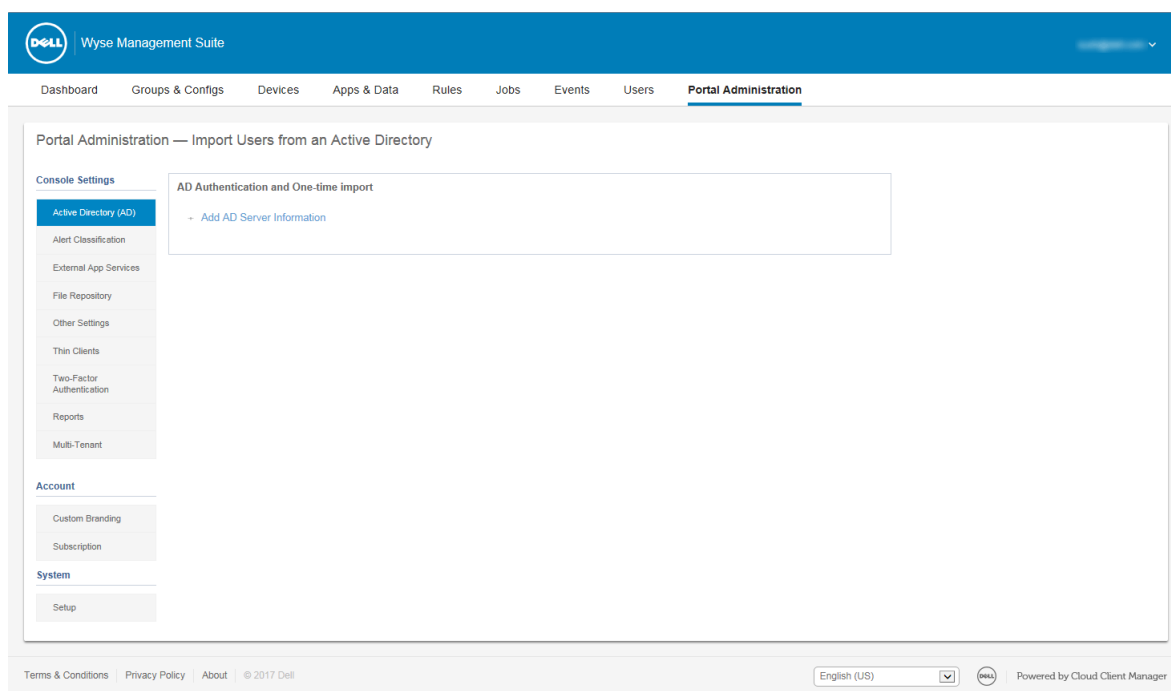 DELL Wyse Management Suite
Dashboard Groups & Configs Devices Apps & Data Rules Jobs Events Users Portal Administration
Portal Administration — Import Users from an Active Directory
Console Settings
Active Directory (AD)
Alert Classification
External App Services
File Repository
Other Settings
Thin Clients
Two-Factor
Authentication
Reports
Multi-Tenant
Account
Custom Branding
Subscription
System
Setup
AD Authentication and One-time import
+ Add AD Server Information
Terms & Conditions Privacy Policy About © 2017 Dell English (US) DELL Powered by Cloud Client Manager